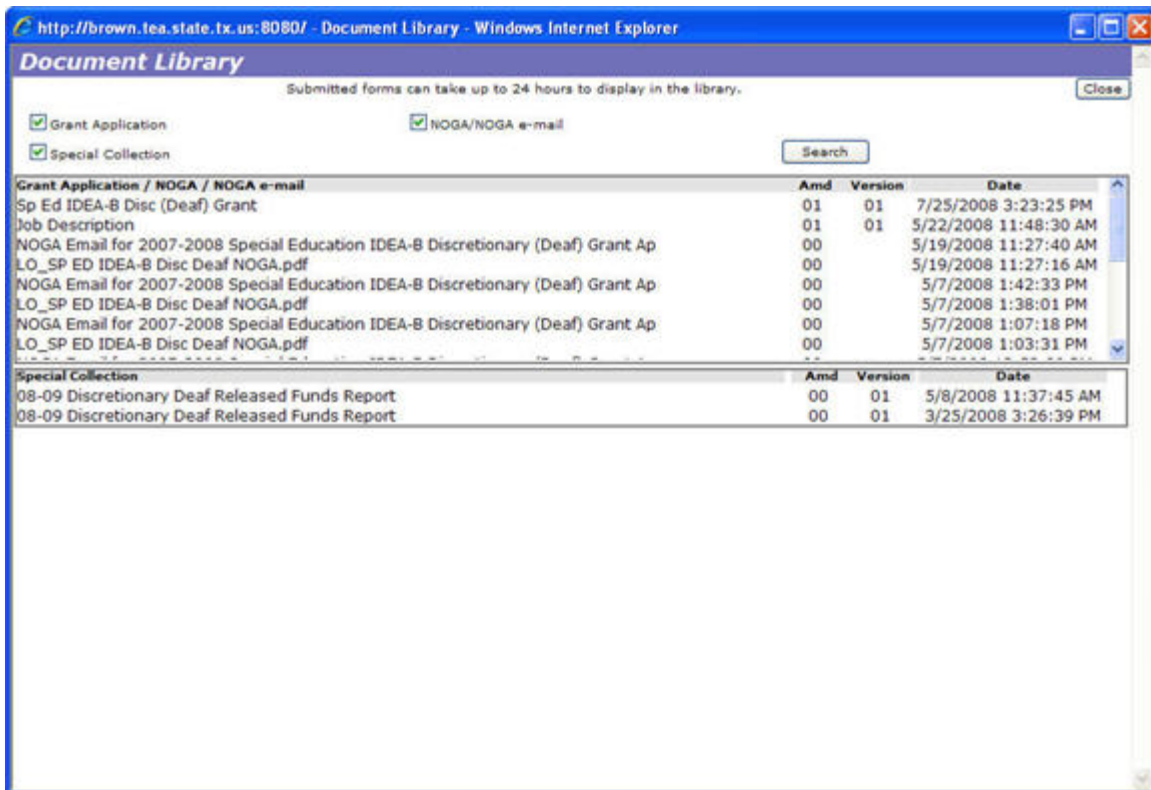 http://brown.tea.state.tx.us:8080/ - Document Library - Windows Internet Explorer
Document Library
Submitted forms can take up to 24 hours to display in the library.
Close
Grant Application NOGA/NOGA e-mail
Special Collection Search
Grant Application / NOGA / NOGA e-mail Amd Version Date
Sp Ed IDEA-B Disc (Deaf) Grant 01 01 7/25/2008 3:23:25 PM
Job Description 01 01 5/22/2008 11:48:30 AM
NOGA Email for 2007-2008 Special Education IDEA-B Discretionary (Deaf) Grant Ap 00 5/19/2008 11:27:40 AM
LO_SP ED IDEA-B Disc Deaf NOGA.pdf 00 5/19/2008 11:27:16 AM
NOGA Email for 2007-2008 Special Education IDEA-B Discretionary (Deaf) Grant Ap 00 5/7/2008 1:42:33 PM
LO_SP ED IDEA-B Disc Deaf NOGA.pdf 00 5/7/2008 1:38:01 PM
NOGA Email for 2007-2008 Special Education IDEA-B Discretionary (Deaf) Grant Ap 00 5/7/2008 1:07:18 PM
LO_SP ED IDEA-B Disc Deaf NOGA.pdf 00 5/7/2008 1:03:31 PM
Special Collection Amd Version Date
08-09 Discretionary Deaf Released Funds Report 00 01 5/8/2008 11:37:45 AM
08-09 Discretionary Deaf Released Funds Report 00 01 3/25/2008 3:26:39 PM